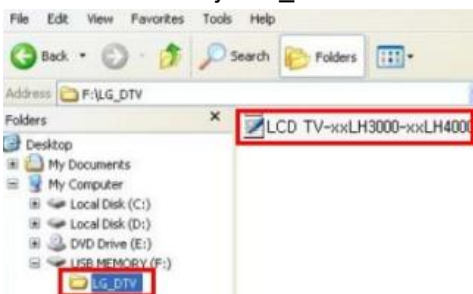 File Edit View Favorites Tools Help
Back Search Folders
Address F:\LG_DTV
Folders × LCD TV-xxLH3000-xxLH4000
Desktop
My Documents
My Computer
Local Disk (C:)
Local Disk (D:)
DVD Drive (E:)
USB MEMORY (F:)
LG_DTV